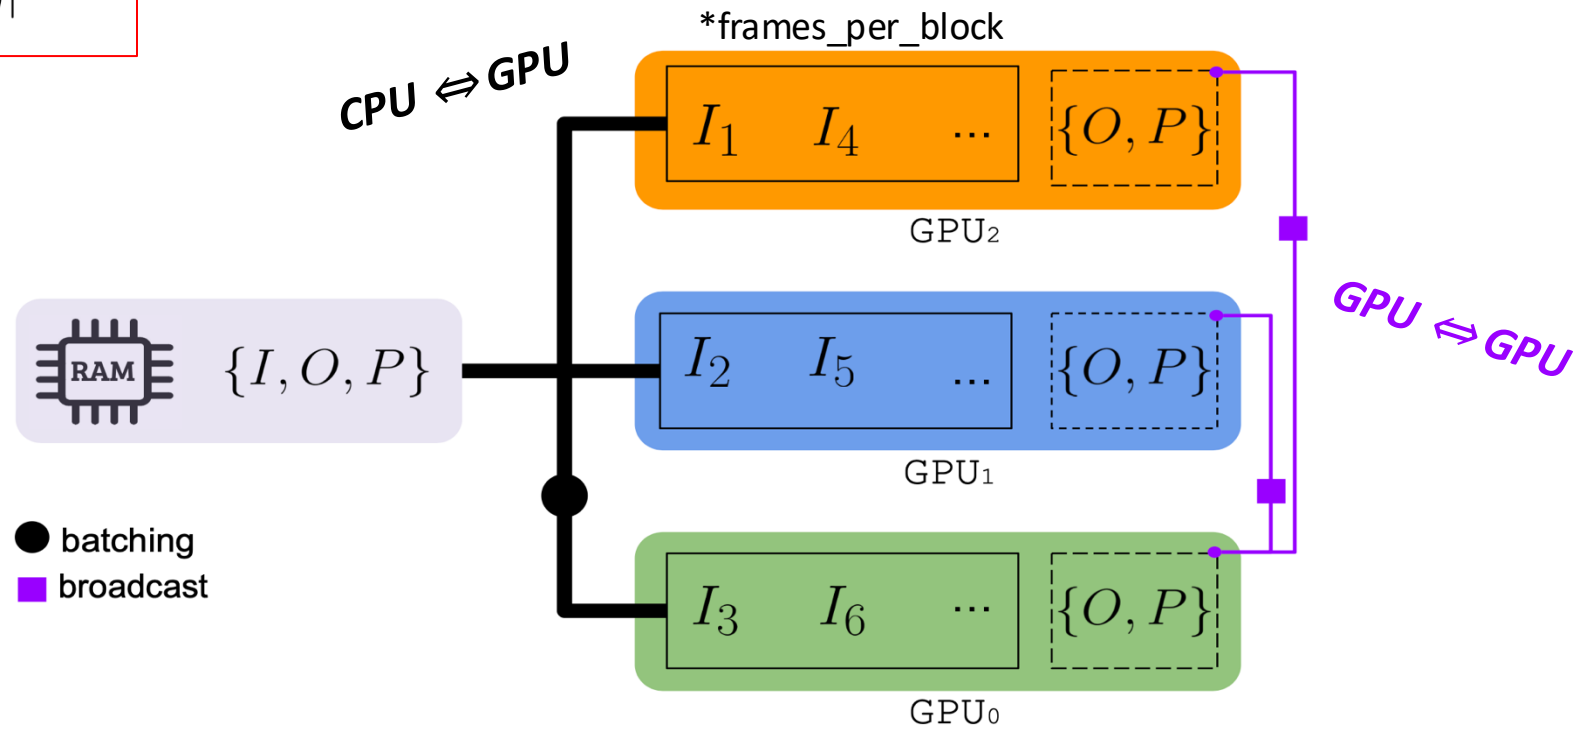 *frames_per_block
CPU ⇔ GPU
I₁ I₄ ... {O, P}
GPU₂
GPU ⇔ GPU
RAM {I, O, P}
I₂ I₅ ... {O, P}
GPU₁
batching
broadcast
I₃ I₆ ... {O, P}
GPU₀